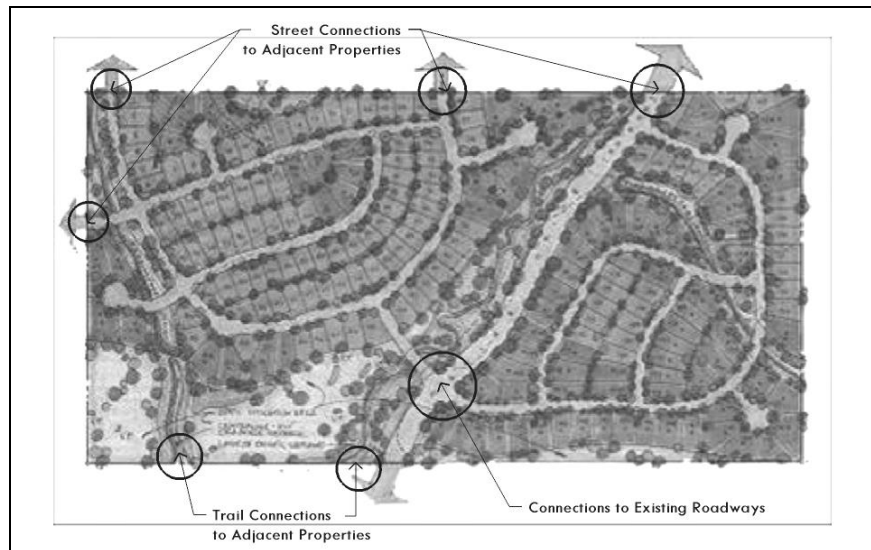 Street Connections
to Adjacent Properties
Trail Connections
to Adjacent Properties
Connections to Existing Roadways